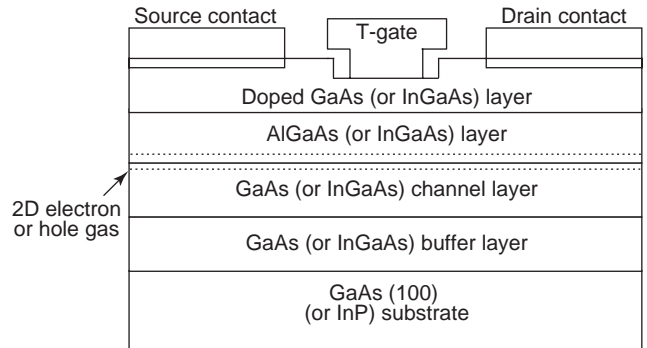 Source contact
T-gate
Drain contact
Doped GaAs (or InGaAs) layer
AlGaAs (or InGaAs) layer
GaAs (or InGaAs) channel layer
2D electron
or hole gas
GaAs (or InGaAs) buffer layer
GaAs (100)
(or InP) substrate